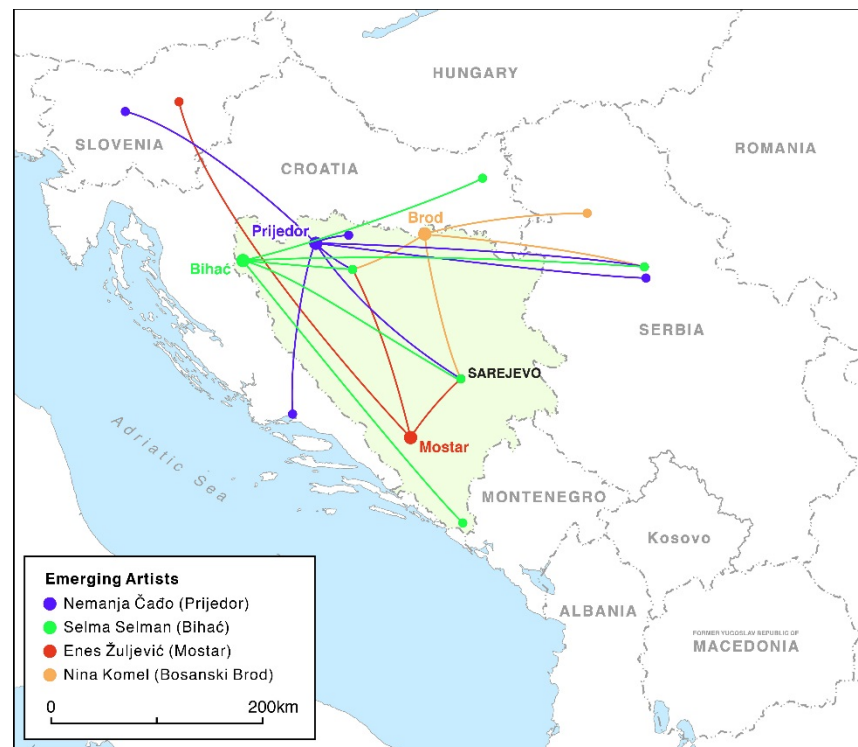 HUNGARY
SLOVENIA
ROMANIA
CROATIA
Brod
Prijedor
Bihać
SERBIA
SAREJEVO
Adriatic Sea
Mostar
MONTENEGRO
Kosovo
ALBANIA
FORMER YUGOSLAV REPUBLIC OF
MACEDONIA
Emerging Artists
Nemanja Čađo (Prijedor)
Selma Selman (Bihać)
Enes Žuljević (Mostar)
Nina Komel (Bosanski Brod)
0 200km